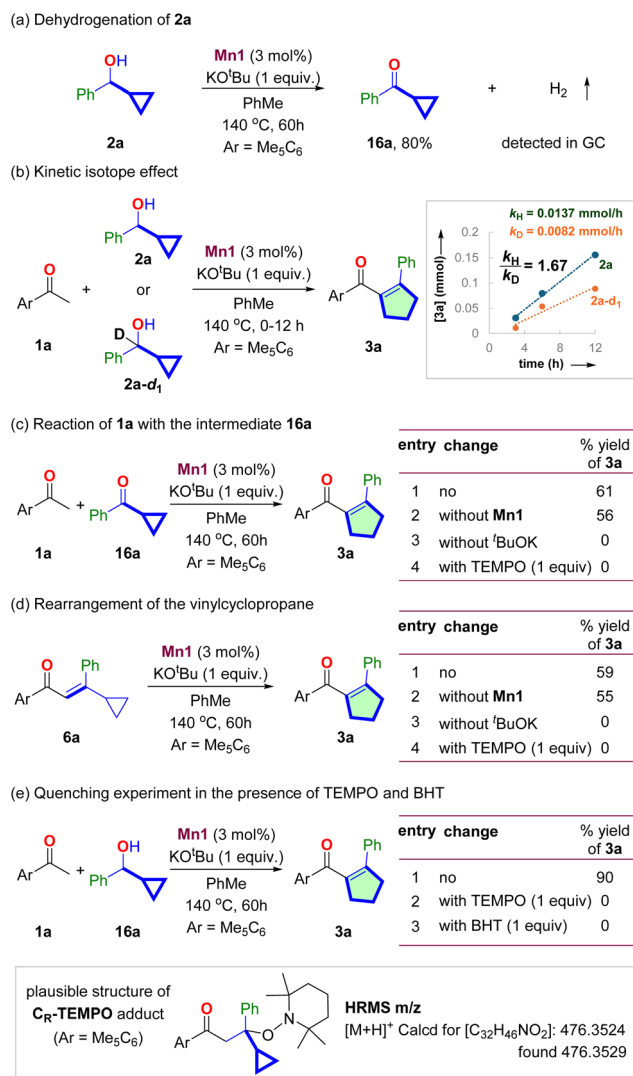 (a) Dehydrogenation of 2a
OH
Ph
2a
Mn1 (3 mol%)
KOᵗBu (1 equiv.)
PhMe
140 ºC, 60h
Ar = Me₅C₆
O
Ph
16a, 80%
+
H₂ ↑
detected in GC
(b) Kinetic isotope effect
O
Ar
1a
+
OH
Ph
2a
or
D OH
Ph
2a-d₁
Mn1 (3 mol%)
KOᵗBu (1 equiv.)
PhMe
140 ºC, 0-12 h
Ar = Me₅C₆
O Ph
Ar
3a
k_H = 0.0137 mmol/h
k_D = 0.0082 mmol/h
k_H/k_D = 1.67
[3a] (mmol) →
0.2
0.15
0.1
0.05
0
0 4 8 12
time (h) →
2a
2a-d₁
(c) Reaction of 1a with the intermediate 16a
O
Ar
1a
+
O
Ph
16a
Mn1 (3 mol%)
KOᵗBu (1 equiv.)
PhMe
140 ºC, 60h
Ar = Me₅C₆
O Ph
Ar
3a
entry change % yield of 3a
1 no 61
2 without Mn1 56
3 without ᵗBuOK 0
4 with TEMPO (1 equiv) 0
(d) Rearrangement of the vinylcyclopropane
O Ph
Ar
6a
Mn1 (3 mol%)
KOᵗBu (1 equiv.)
PhMe
140 ºC, 60h
Ar = Me₅C₆
O Ph
Ar
3a
entry change % yield of 3a
1 no 59
2 without Mn1 55
3 without ᵗBuOK 0
4 with TEMPO (1 equiv) 0
(e) Quenching experiment in the presence of TEMPO and BHT
O
Ar
1a
+
OH
Ph
16a
Mn1 (3 mol%)
KOᵗBu (1 equiv.)
PhMe
140 ºC, 60h
Ar = Me₅C₆
O Ph
Ar
3a
entry change % yield of 3a
1 no 90
2 with TEMPO (1 equiv) 0
3 with BHT (1 equiv) 0
plausible structure of
C_R-TEMPO adduct
(Ar = Me₅C₆)
O Ph
Ar
O N
HRMS m/z
[M+H]⁺ Calcd for [C₃₂H₄₆NO₂]: 476.3524
found 476.3529